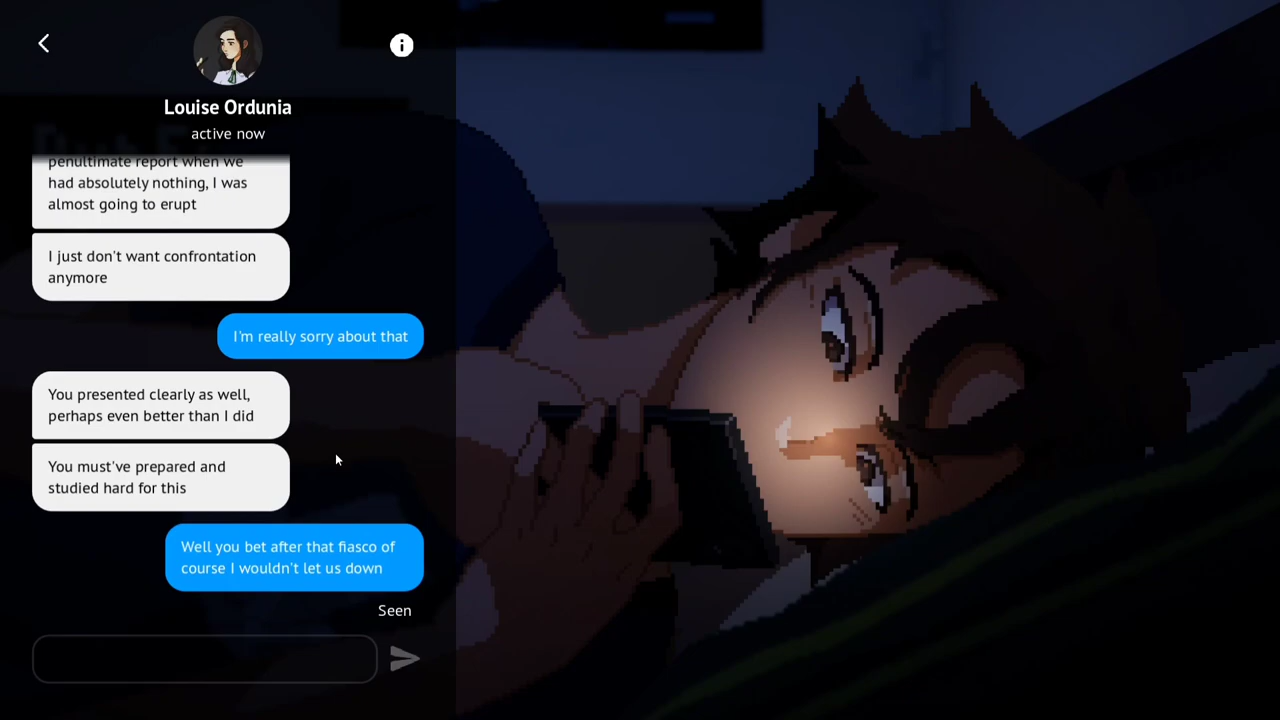 Louise Ordunia
active now
penultimate report when we
had absolutely nothing, I was
almost going to erupt
I just don't want confrontation
anymore
I'm really sorry about that
You presented clearly as well,
perhaps even better than I did
You must've prepared and
studied hard for this
Well you bet after that fiasco of
course I wouldn't let us down
Seen